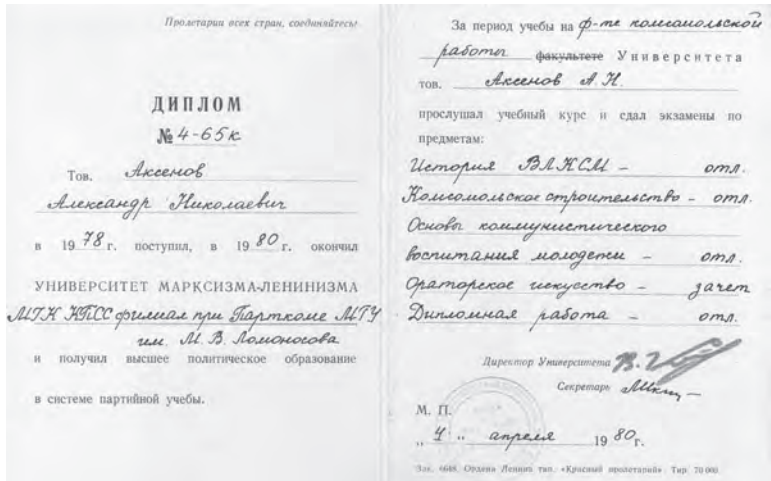 Пролетарии всех стран, соединяйтесь!
ДИПЛОМ
№ 4-65к
Тов. Аксенов
Александр Николаевич
в 1978 г. поступил, в 1980 г. окончил
УНИВЕРСИТЕТ МАРКСИЗМА-ЛЕНИНИЗМА
МГК КПСС филиал при Парткоме МГУ
им. М. В. Ломоносова
и получил высшее политическое образование
в системе партийной учебы.
За период учебы на ф-те комсомольской
работы факультете Университета
тов. Аксенов А. Н.
прослушал учебный курс и сдал экзамены по
предметам:
История ВЛКСМ – отл.
Комсомольское строительство – отл.
Основы коммунистического
воспитания молодежи – отл.
Ораторское искусство – зачет
Дипломная работа – отл.
Директор Университета
Секретарь
М. П.
„ 4 „ апреля 1980 г.
Зак. 6648. Ордена Ленина тип. «Красный пролетарий». Тир. 70 000.